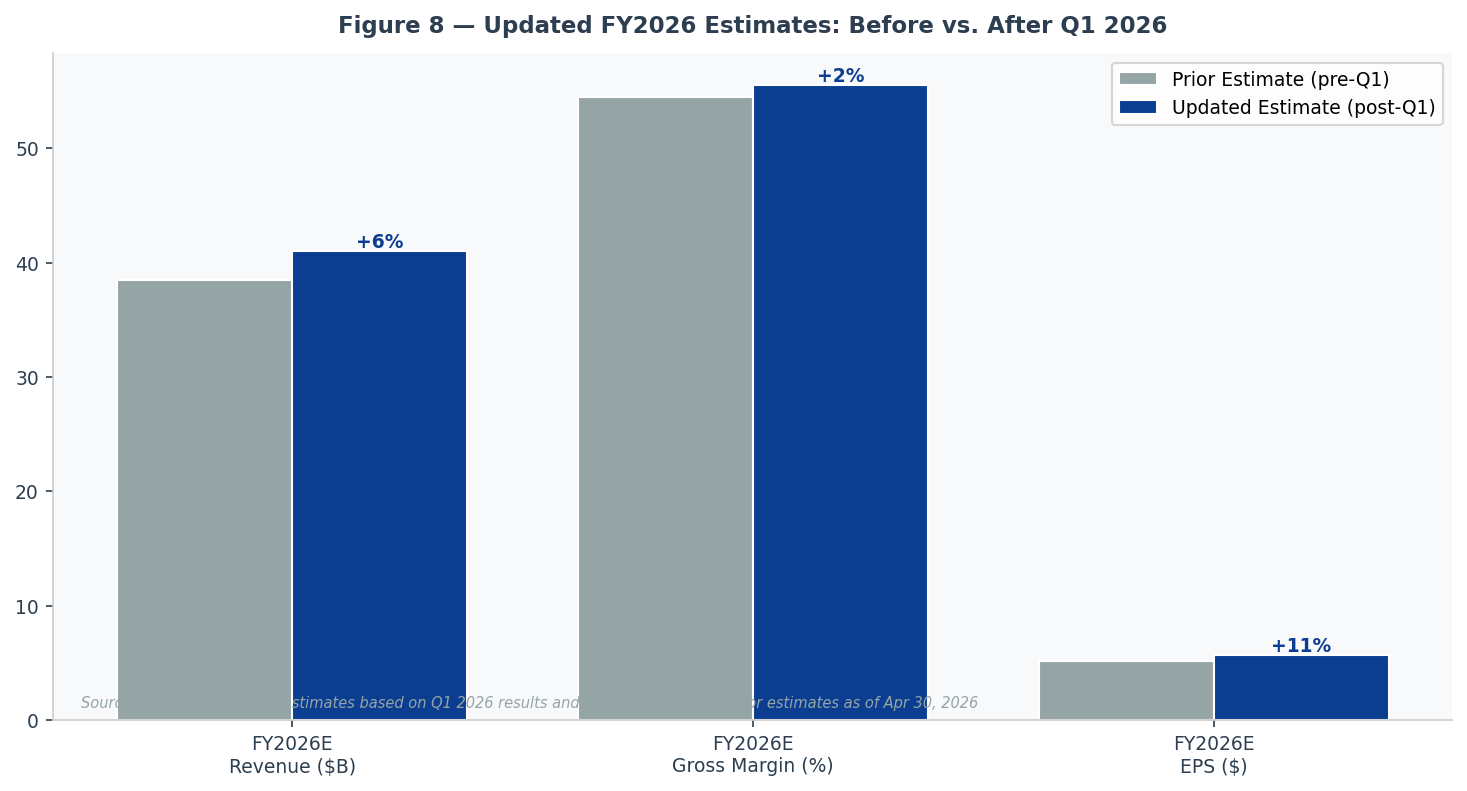 Figure 8 — Updated FY2026 Estimates: Before vs. After Q1 2026
Prior Estimate (pre-Q1)
Updated Estimate (post-Q1)
50
40
30
20
10
0
+6%
+2%
+11%
estimates based on Q1 2026 results and
estimates as of Apr 30, 2026
FY2026E
Revenue ($B)
FY2026E
Gross Margin (%)
FY2026E
EPS ($)